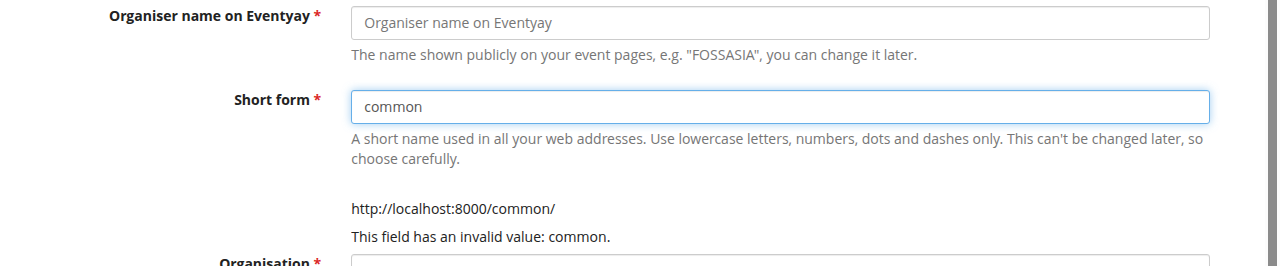 Organiser name on Eventyay *
Organiser name on Eventyay
The name shown publicly on your event pages, e.g. "FOSSASIA", you can change it later.
Short form *
common
A short name used in all your web addresses. Use lowercase letters, numbers, dots and dashes only. This can't be changed later, so
choose carefully.
http://localhost:8000/common/
This field has an invalid value: common.
Organisation *